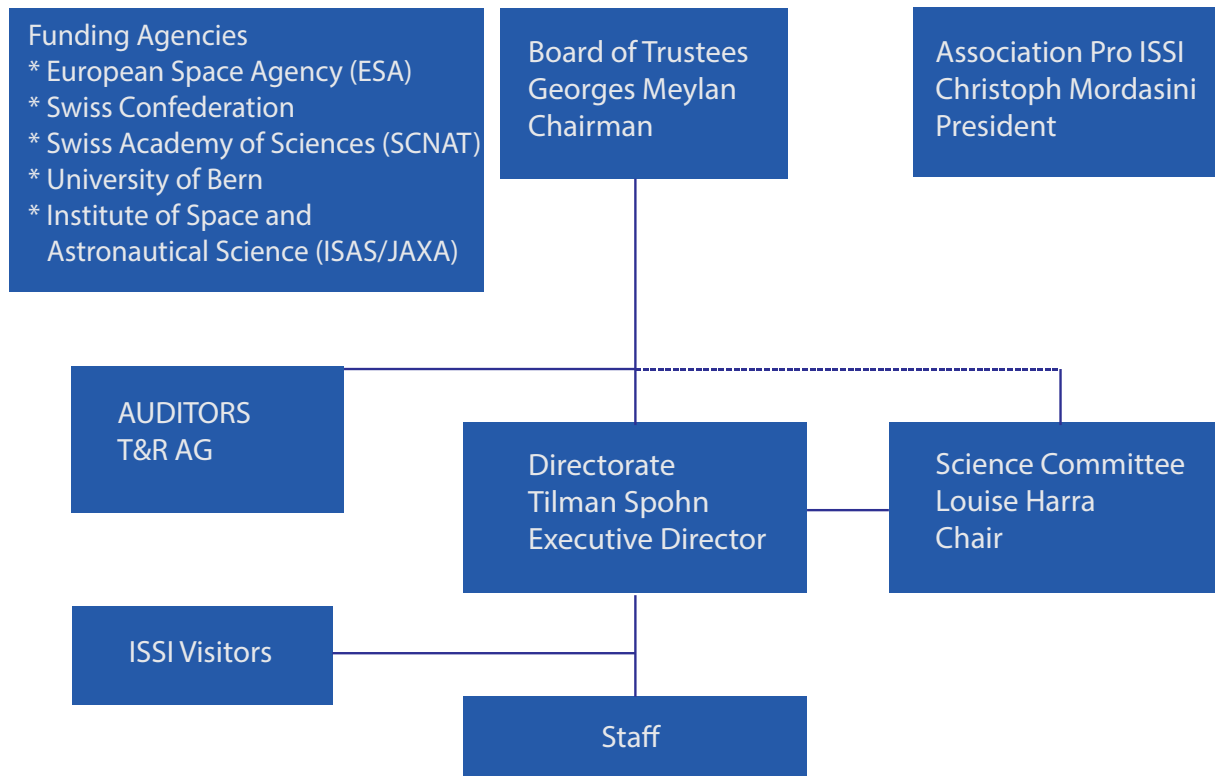 Funding Agencies
* European Space Agency (ESA)
* Swiss Confederation
* Swiss Academy of Sciences (SCNAT)
* University of Bern
* Institute of Space and
Astronautical Science (ISAS/JAXA)
Board of Trustees
Georges Meylan
Chairman
Association Pro ISSI
Christoph Mordasini
President
AUDITORS
T&R AG
Directorate
Tilman Spohn
Executive Director
Science Committee
Louise Harra
Chair
ISSI Visitors
Staff